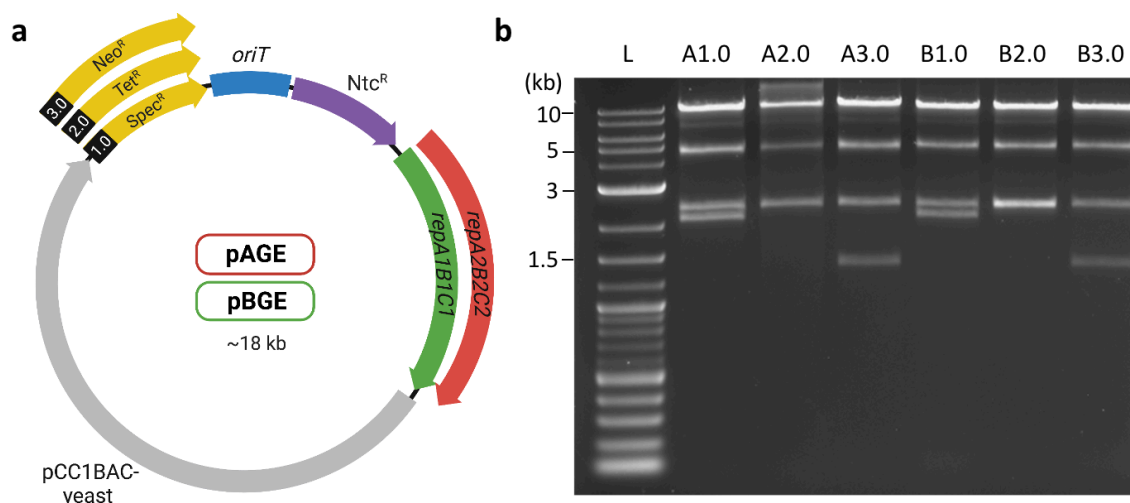 a
Neo^R
Tet^R
Spec^R
3.0
2.0
1.0
oriT
Ntc^R
repA1B1C1
repA2B2C2
pAGE
pBGE
~18 kb
pCC1BAC-
yeast
b
L A1.0 A2.0 A3.0 B1.0 B2.0 B3.0
(kb)
10
5
3
1.5